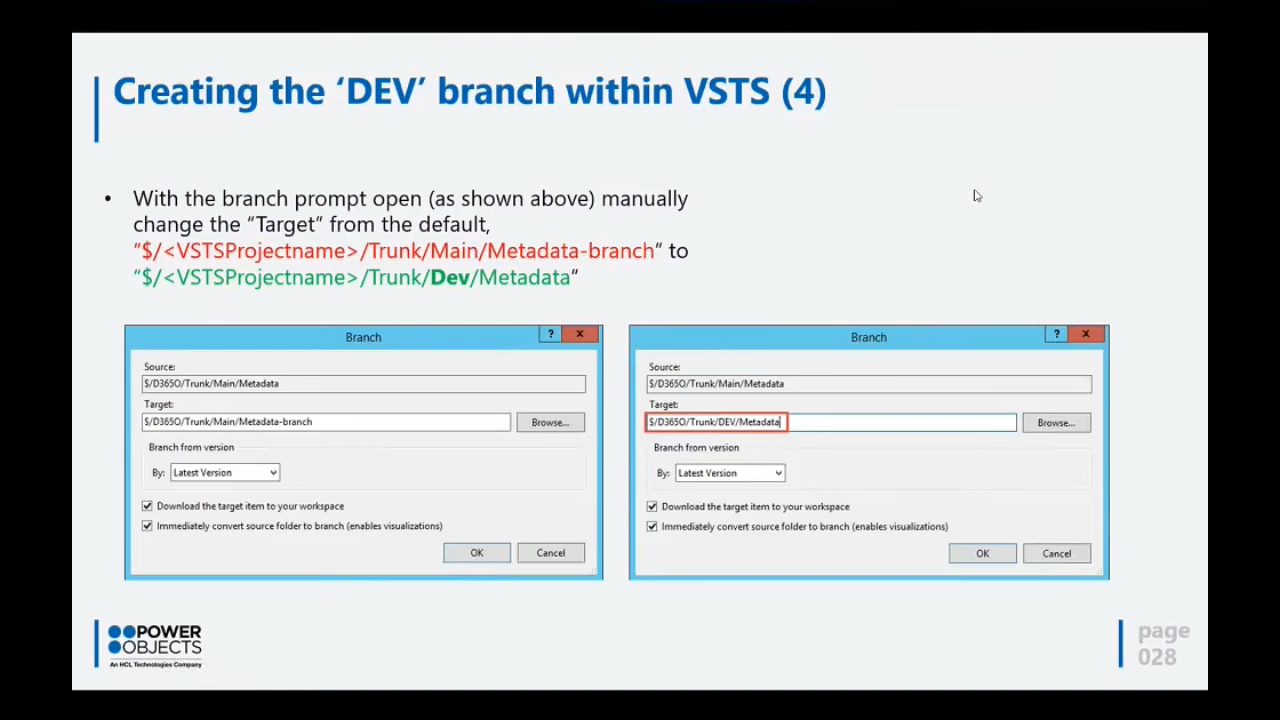 Creating the ‘DEV’ branch within VSTS (4)
• With the branch prompt open (as shown above) manually
change the “Target” from the default,
“$/<VSTSProjectname>/Trunk/Main/Metadata-branch” to
“$/<VSTSProjectname>/Trunk/Dev/Metadata”
Branch
?
Source:
$/D365O/Trunk/Main/Metadata
Target:
$/D365O/Trunk/Main/Metadata-branch
Browse...
Branch from version
By: Latest Version
Download the target item to your workspace
Immediately convert source folder to branch (enables visualizations)
OK Cancel
Branch
?
Source:
$/D365O/Trunk/Main/Metadata
Target:
$/D365O/Trunk/DEV/Metadata
Browse...
Branch from version
By: Latest Version
Download the target item to your workspace
Immediately convert source folder to branch (enables visualizations)
OK Cancel
POWER
OBJECTS
An HCL Technologies Company
page
028